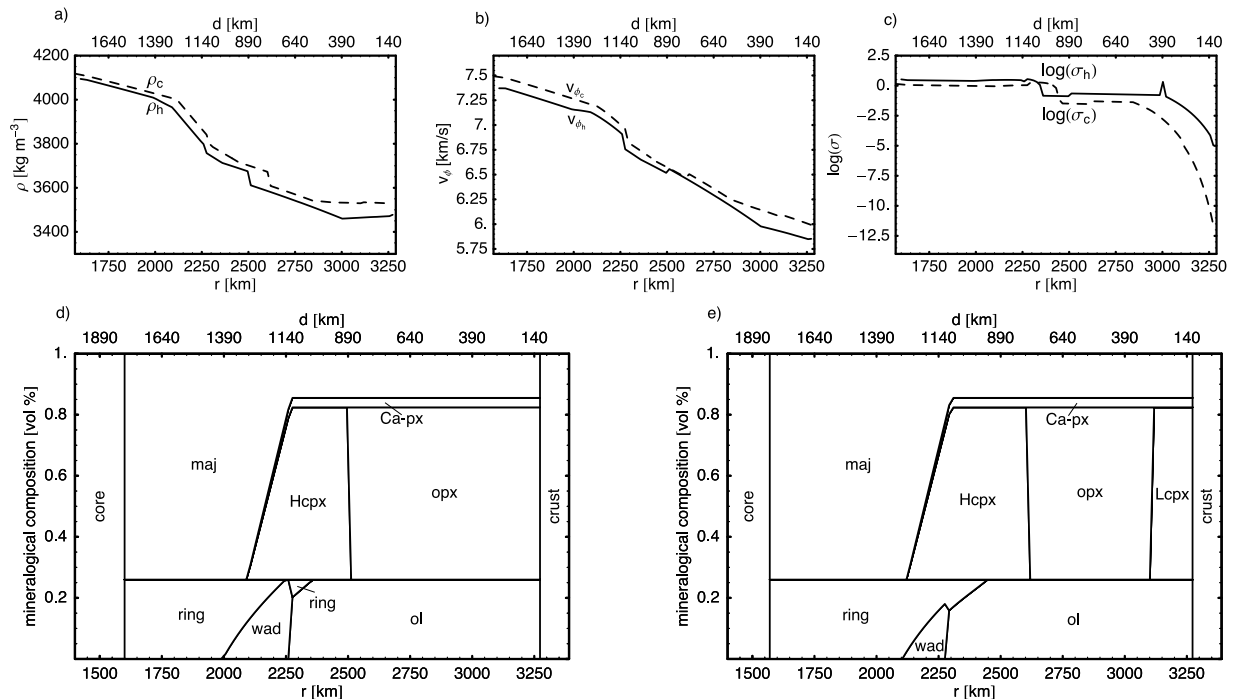 a)
d [km]
1640 1390 1140 890 640 390 140
4200
4000
3800
3600
3400
ρ [kg m⁻³]
ρc
ρh
1750 2000 2250 2500 2750 3000 3250
r [km]
b)
d [km]
1640 1390 1140 890 640 390 140
7.5
7.25
7.
6.75
6.5
6.25
6.
5.75
vϕ [km/s]
vϕc
vϕh
1750 2000 2250 2500 2750 3000 3250
r [km]
c)
d [km]
1640 1390 1140 890 640 390 140
2.5
0.
−2.5
−5.
−7.5
−10.
−12.5
log(σ)
log(σh)
log(σc)
1750 2000 2250 2500 2750 3000 3250
r [km]
d)
d [km]
1890 1640 1390 1140 890 640 390 140
1.
0.8
0.6
0.4
0.2
mineralogical composition [vol %]
core
maj
Ca-px
Hcpx
opx
crust
ring
wad
ring
ol
1500 1750 2000 2250 2500 2750 3000 3250
r [km]
e)
d [km]
1890 1640 1390 1140 890 640 390 140
1.
0.8
0.6
0.4
0.2
mineralogical composition [vol %]
core
maj
Ca-px
Hcpx
opx
Lcpx
crust
ring
wad
ol
1500 1750 2000 2250 2500 2750 3000 3250
r [km]